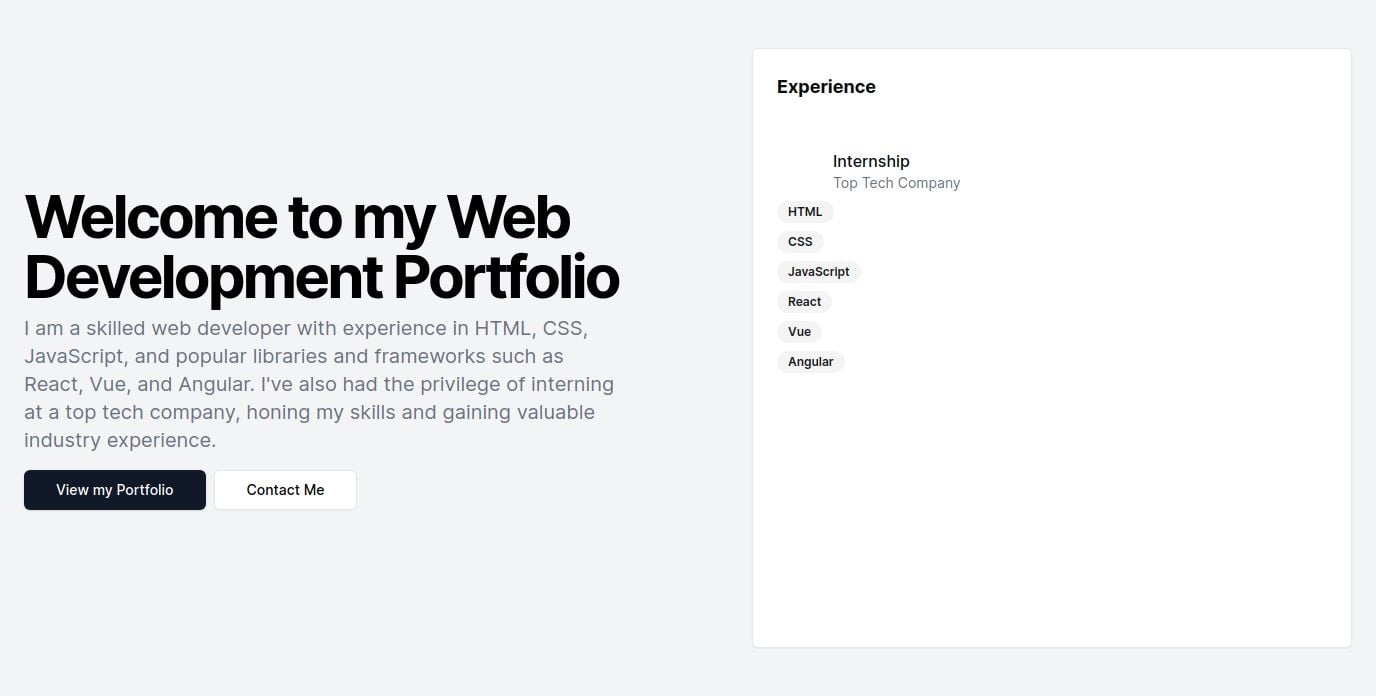 Welcome to my Web
Development Portfolio
I am a skilled web developer with experience in HTML, CSS,
JavaScript, and popular libraries and frameworks such as
React, Vue, and Angular. I've also had the privilege of interning
at a top tech company, honing my skills and gaining valuable
industry experience.
View my Portfolio
Contact Me
Experience
Internship
Top Tech Company
HTML
CSS
JavaScript
React
Vue
Angular